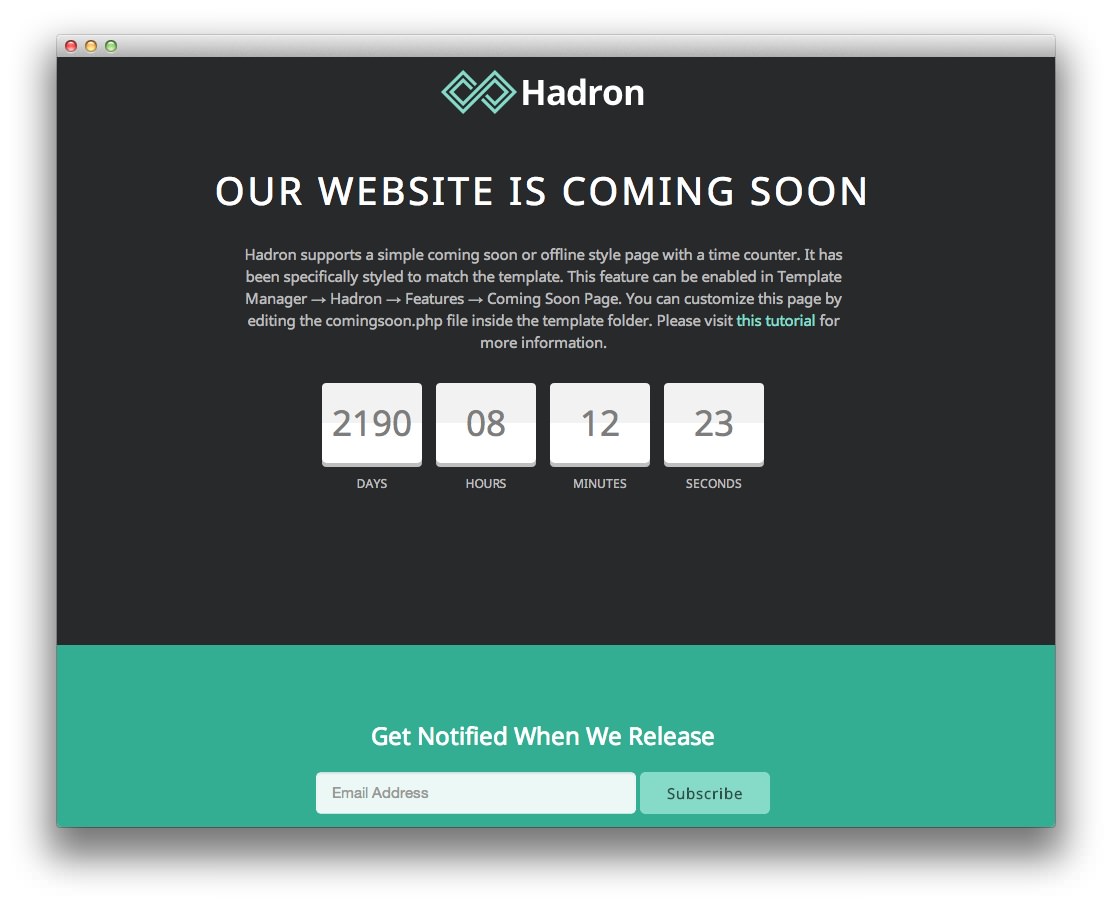 Hadron
OUR WEBSITE IS COMING SOON
Hadron supports a simple coming soon or offline style page with a time counter. It has
been specifically styled to match the template. This feature can be enabled in Template
Manager → Hadron → Features → Coming Soon Page. You can customize this page by
editing the comingsoon.php file inside the template folder. Please visit this tutorial for
more information.
2190 08 12 23
DAYS HOURS MINUTES SECONDS
Get Notified When We Release
Email Address Subscribe